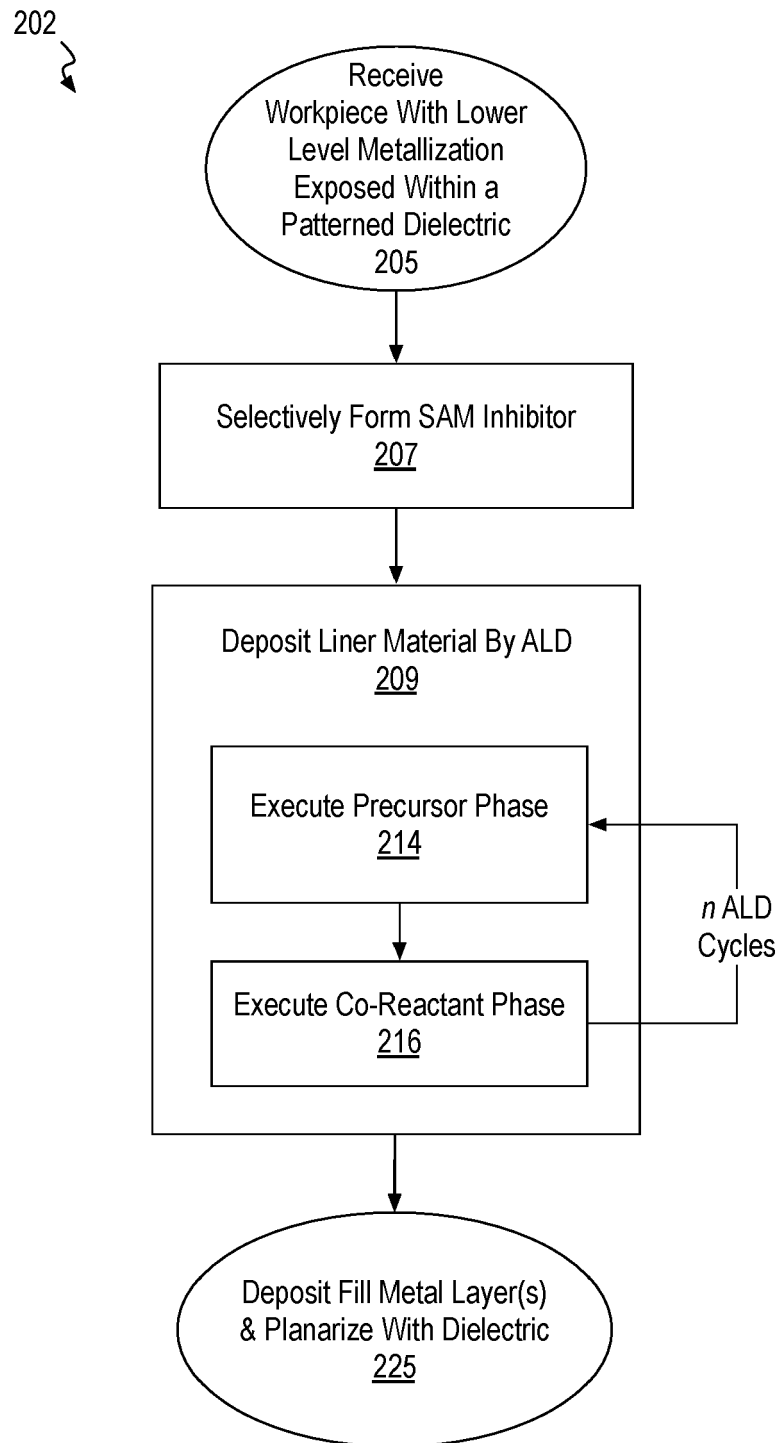 202
Receive
Workpiece With Lower
Level Metallization
Exposed Within a
Patterned Dielectric
205
Selectively Form SAM Inhibitor
207
Deposit Liner Material By ALD
209
Execute Precursor Phase
214
n ALD
Cycles
Execute Co-Reactant Phase
216
Deposit Fill Metal Layer(s)
& Planarize With Dielectric
225